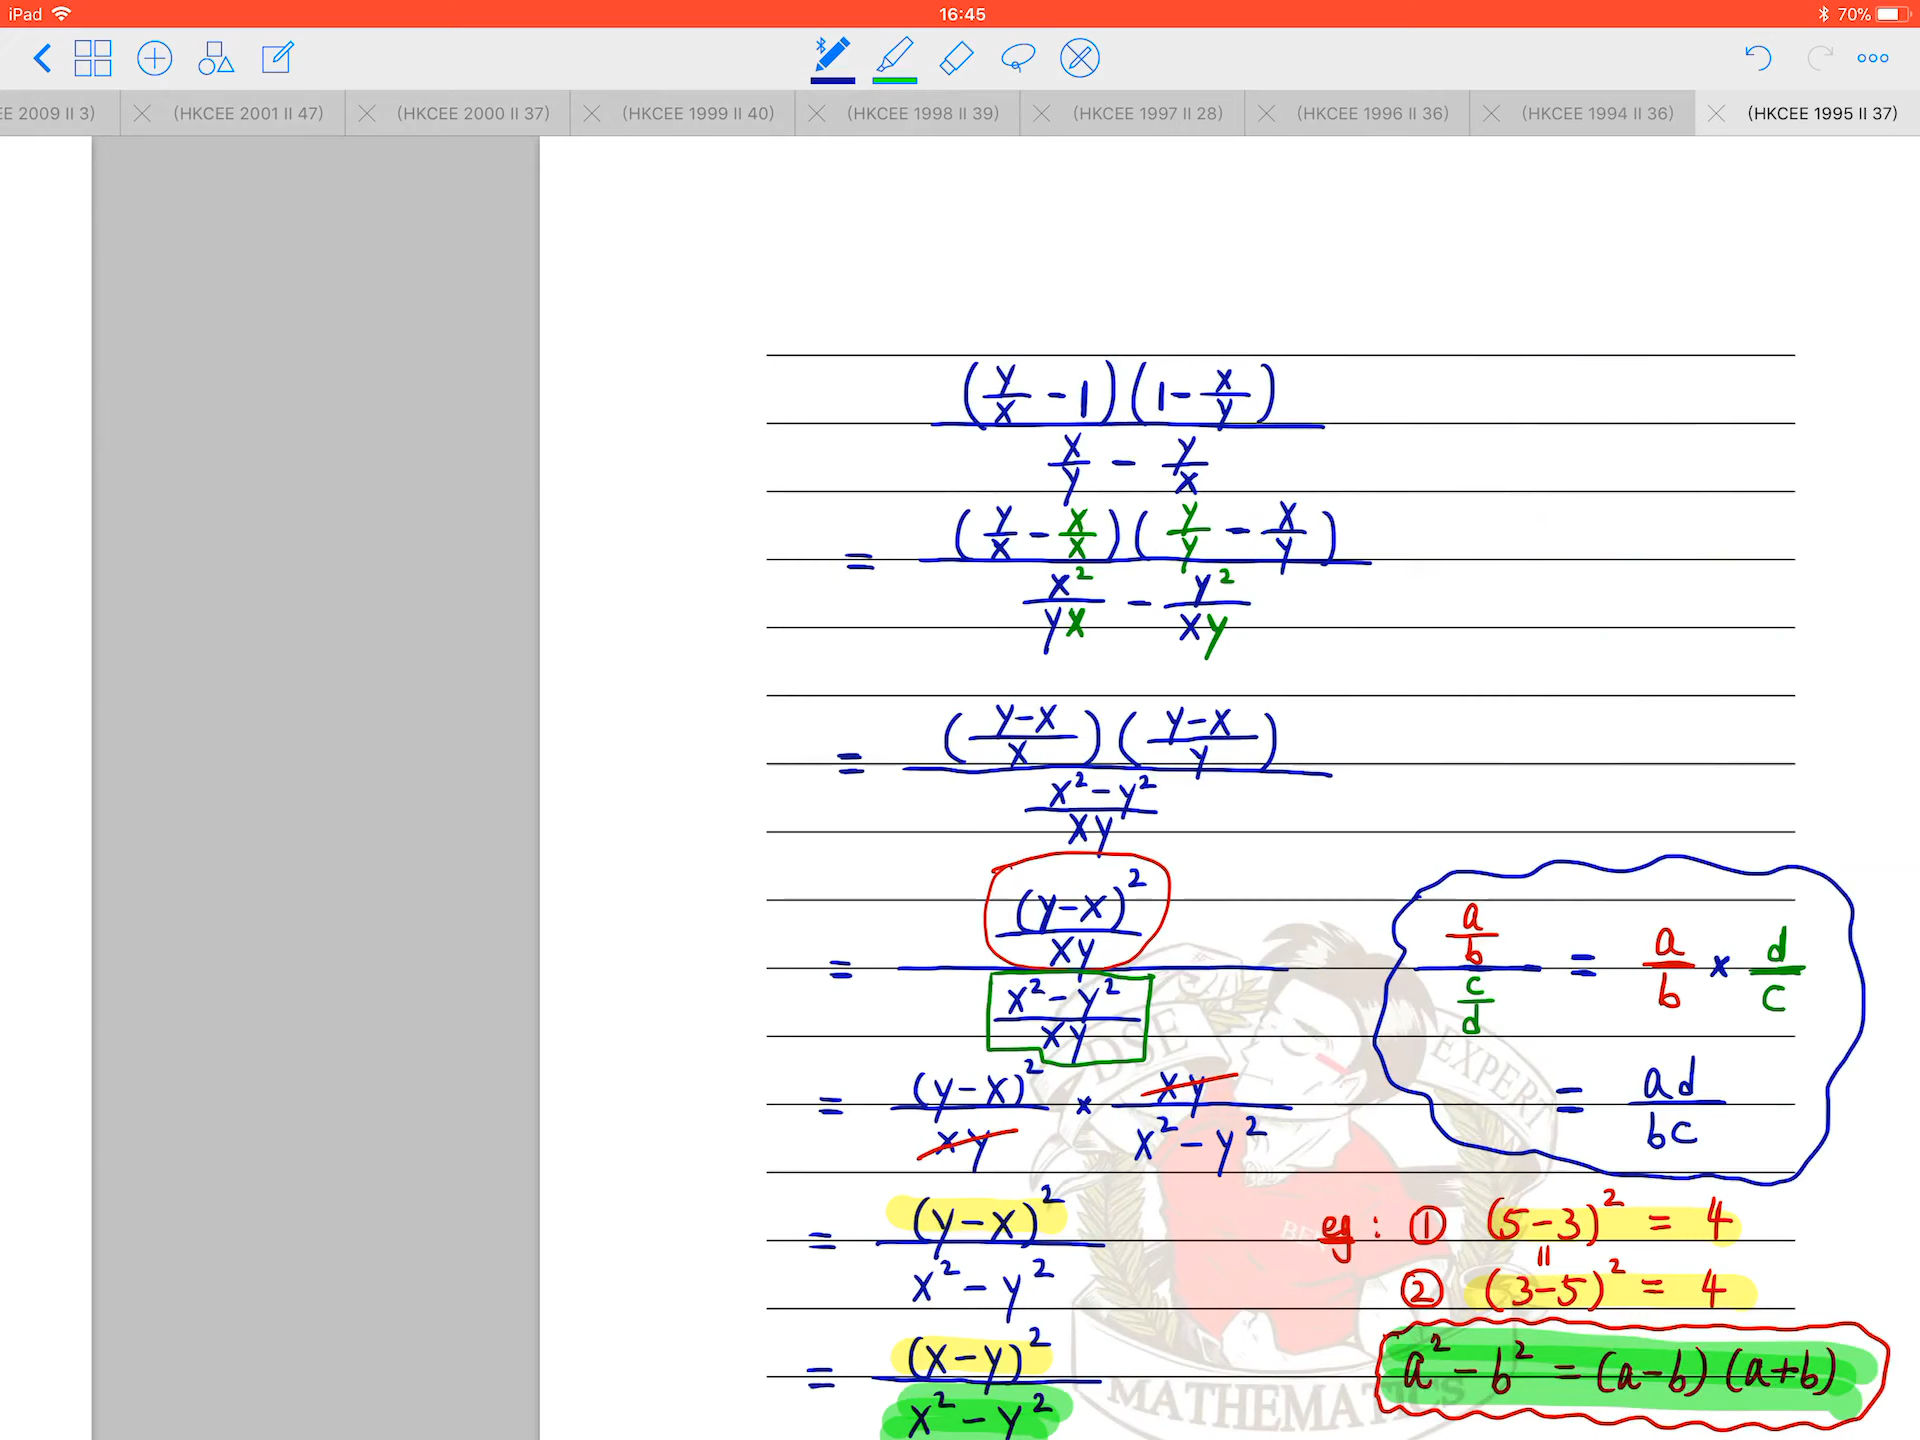 iPad 16:45 70%
E 2009 II 3) (HKCEE 2001 II 47) (HKCEE 2000 II 37) (HKCEE 1999 II 40) (HKCEE 1998 II 39) (HKCEE 1997 II 28) (HKCEE 1996 II 36) (HKCEE 1994 II 36) (HKCEE 1995 II 37)
(y/x - 1)(1 - x/y)
x/y - y/x
= (y/x - x/x)(y/y - x/y)
x²/yx - y²/xy
= ((y-x)/x)((y-x)/y)
(x²-y²)/xy
= (y-x)²/xy
(x²-y²)/xy
(a/b)/(c/d) = a/b × d/c
= ad/bc
= (y-x)²/xy × xy/(x²-y²)
= (y-x)²/(x²-y²)
eg: ① (5-3)² = 4
=
② (3-5)² = 4
= (x-y)²/(x²-y²)
a² - b² = (a-b)(a+b)
DSE EXPERT
MATHEMATICS